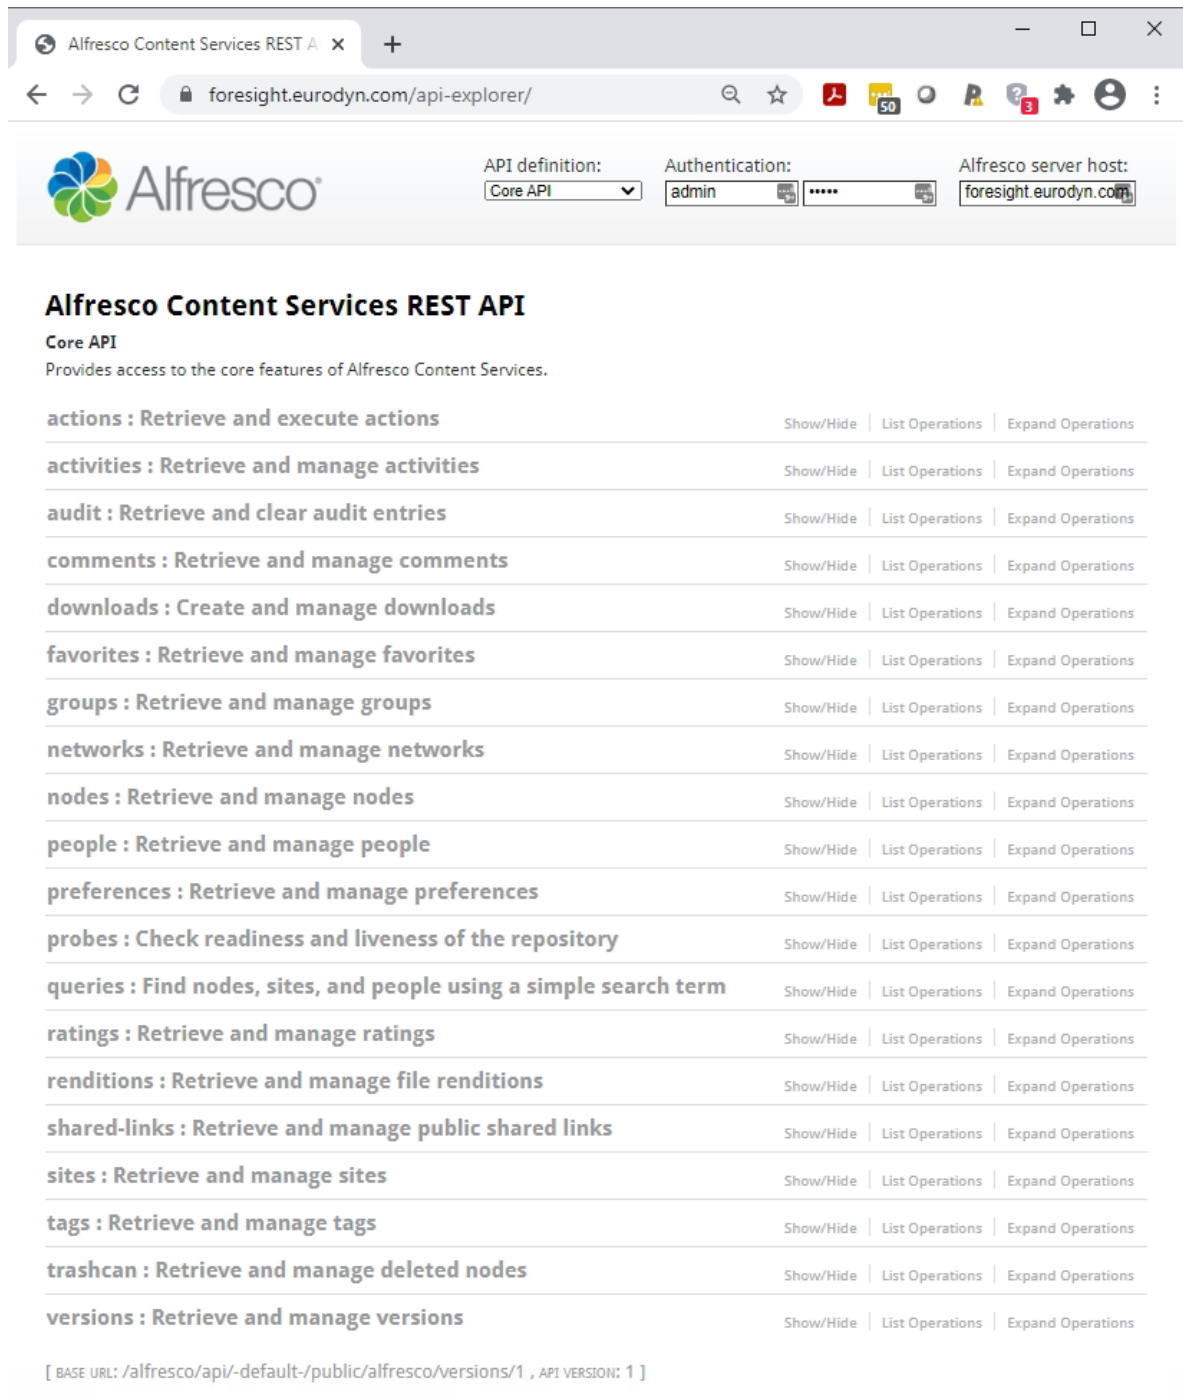 Alfresco Content Services REST A
foresight.eurodyn.com/api-explorer/
50
3
Alfresco®
API definition:
Authentication:
Alfresco server host:
Core API
admin
•••••
foresight.eurodyn.com
Alfresco Content Services REST API
Core API
Provides access to the core features of Alfresco Content Services.
actions : Retrieve and execute actions Show/Hide List Operations Expand Operations
activities : Retrieve and manage activities Show/Hide List Operations Expand Operations
audit : Retrieve and clear audit entries Show/Hide List Operations Expand Operations
comments : Retrieve and manage comments Show/Hide List Operations Expand Operations
downloads : Create and manage downloads Show/Hide List Operations Expand Operations
favorites : Retrieve and manage favorites Show/Hide List Operations Expand Operations
groups : Retrieve and manage groups Show/Hide List Operations Expand Operations
networks : Retrieve and manage networks Show/Hide List Operations Expand Operations
nodes : Retrieve and manage nodes Show/Hide List Operations Expand Operations
people : Retrieve and manage people Show/Hide List Operations Expand Operations
preferences : Retrieve and manage preferences Show/Hide List Operations Expand Operations
probes : Check readiness and liveness of the repository Show/Hide List Operations Expand Operations
queries : Find nodes, sites, and people using a simple search term Show/Hide List Operations Expand Operations
ratings : Retrieve and manage ratings Show/Hide List Operations Expand Operations
renditions : Retrieve and manage file renditions Show/Hide List Operations Expand Operations
shared-links : Retrieve and manage public shared links Show/Hide List Operations Expand Operations
sites : Retrieve and manage sites Show/Hide List Operations Expand Operations
tags : Retrieve and manage tags Show/Hide List Operations Expand Operations
trashcan : Retrieve and manage deleted nodes Show/Hide List Operations Expand Operations
versions : Retrieve and manage versions Show/Hide List Operations Expand Operations
[ BASE URL: /alfresco/api/-default-/public/alfresco/versions/1 , API VERSION: 1 ]